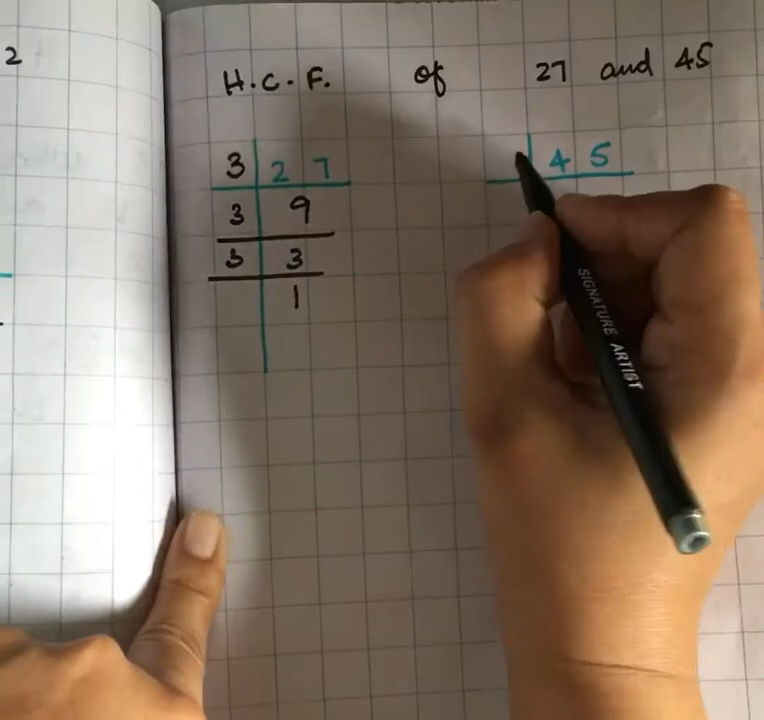 2
H.C.F. of 27 and 45
3 27 45
3 9
3 3
1
SIGNATURE ARTIST